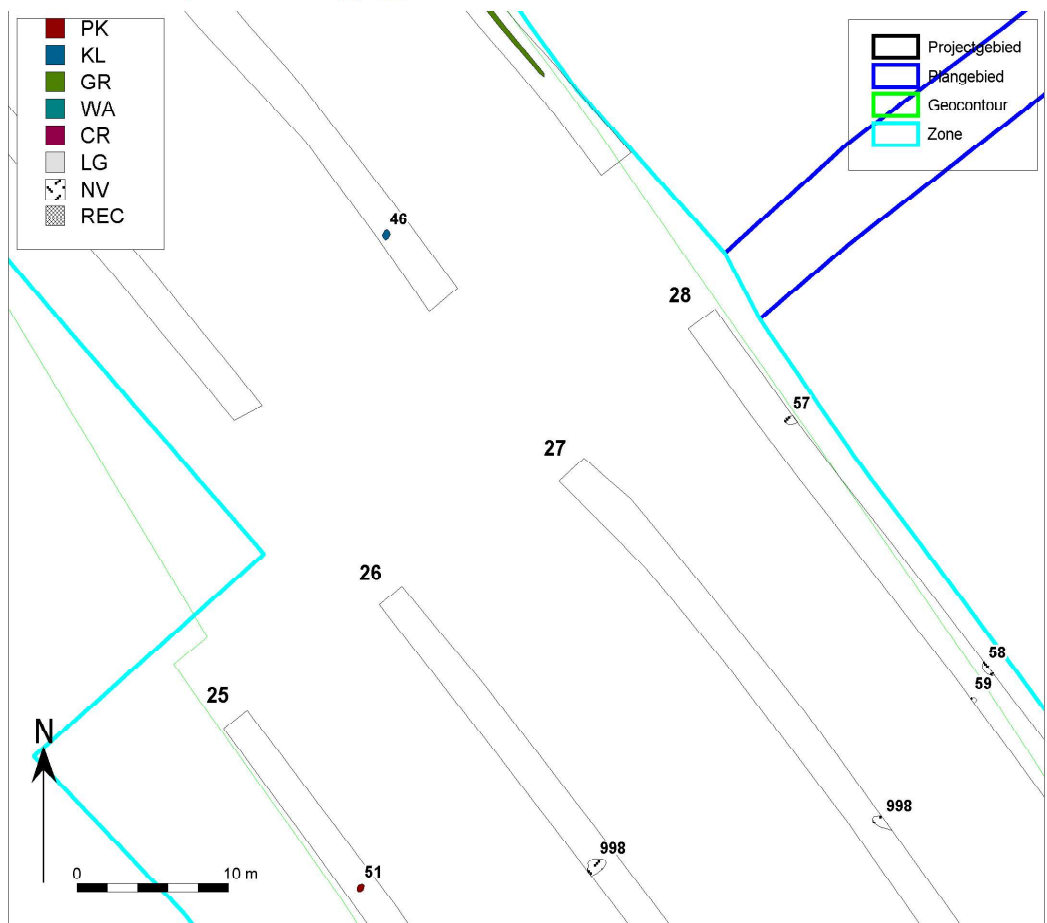 PK
KL
GR
WA
CR
LG
NV
REC
Projectgebied
Plangebied
Geocontour
Zone
46
28
57
27
26
58
59
25
N
998
998
51
0 10 m